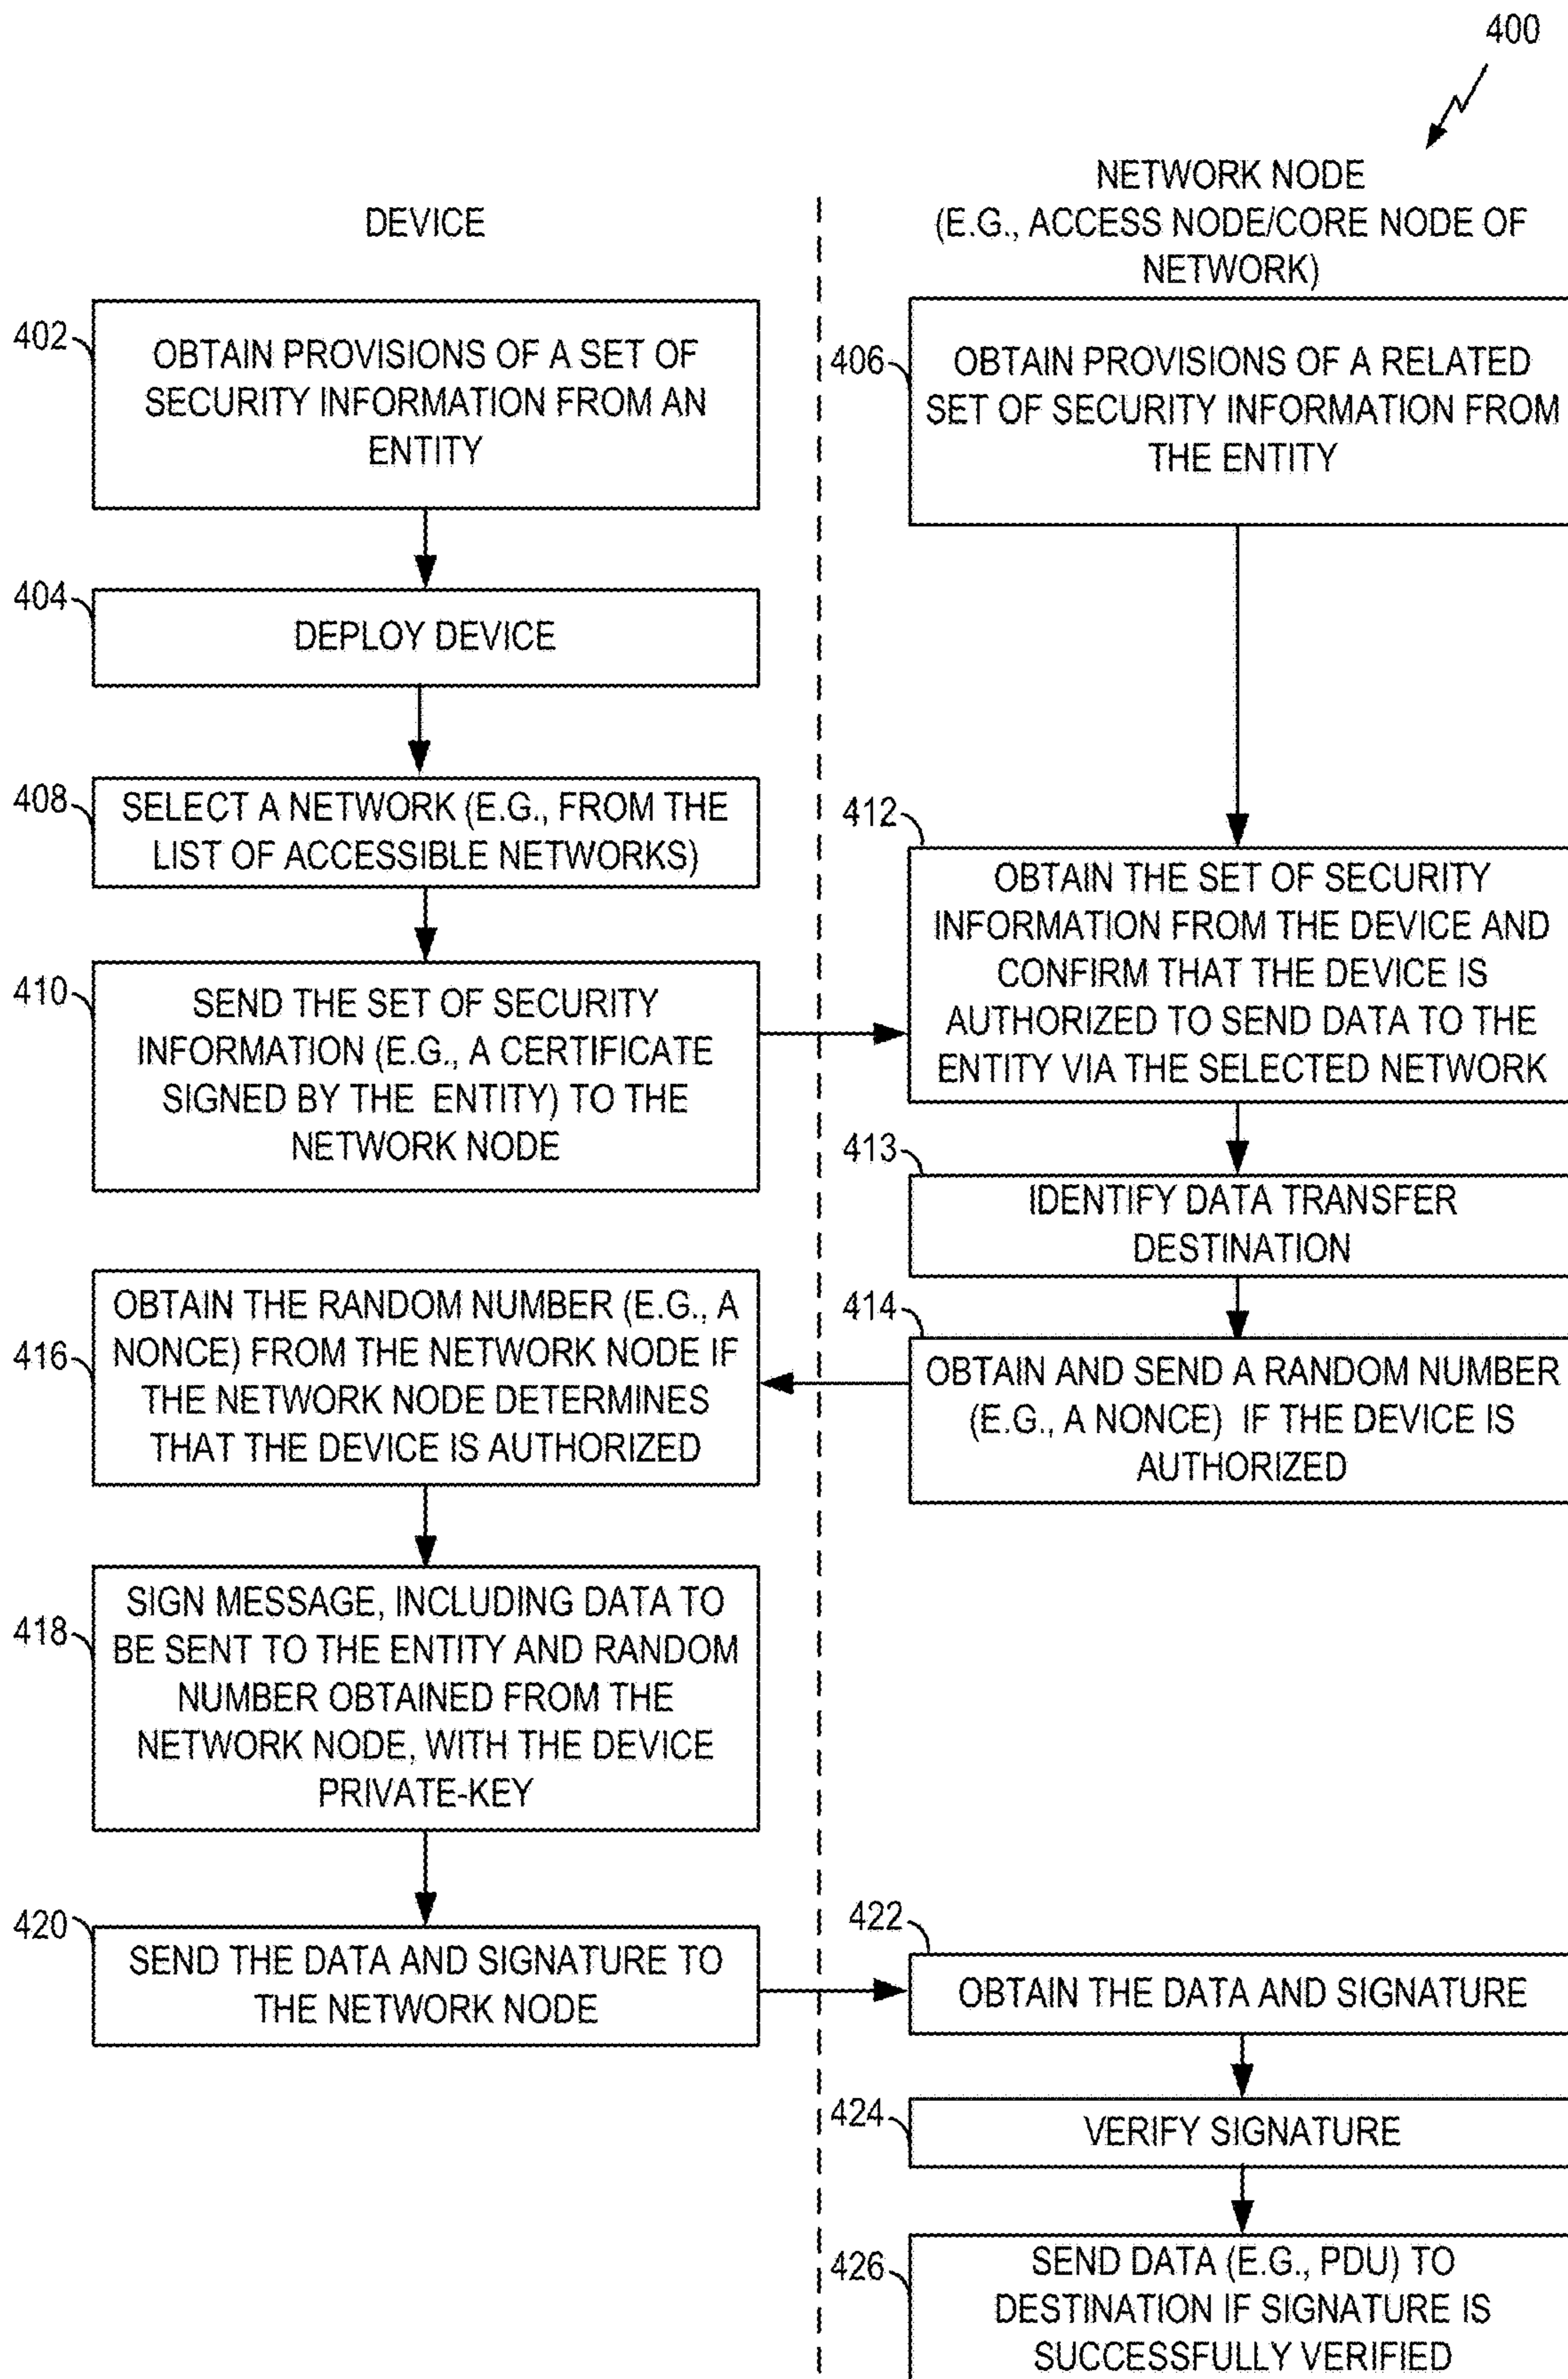 400
DEVICE
NETWORK NODE
(E.G., ACCESS NODE/CORE NODE OF
NETWORK)
402
OBTAIN PROVISIONS OF A SET OF
SECURITY INFORMATION FROM AN
ENTITY
406
OBTAIN PROVISIONS OF A RELATED
SET OF SECURITY INFORMATION FROM
THE ENTITY
404
DEPLOY DEVICE
408
SELECT A NETWORK (E.G., FROM THE
LIST OF ACCESSIBLE NETWORKS)
410
SEND THE SET OF SECURITY
INFORMATION (E.G., A CERTIFICATE
SIGNED BY THE ENTITY) TO THE
NETWORK NODE
412
OBTAIN THE SET OF SECURITY
INFORMATION FROM THE DEVICE AND
CONFIRM THAT THE DEVICE IS
AUTHORIZED TO SEND DATA TO THE
ENTITY VIA THE SELECTED NETWORK
413
IDENTIFY DATA TRANSFER
DESTINATION
414
OBTAIN AND SEND A RANDOM NUMBER
(E.G., A NONCE) IF THE DEVICE IS
AUTHORIZED
416
OBTAIN THE RANDOM NUMBER (E.G., A
NONCE) FROM THE NETWORK NODE IF
THE NETWORK NODE DETERMINES
THAT THE DEVICE IS AUTHORIZED
418
SIGN MESSAGE, INCLUDING DATA TO
BE SENT TO THE ENTITY AND RANDOM
NUMBER OBTAINED FROM THE
NETWORK NODE, WITH THE DEVICE
PRIVATE-KEY
420
SEND THE DATA AND SIGNATURE TO
THE NETWORK NODE
422
OBTAIN THE DATA AND SIGNATURE
424
VERIFY SIGNATURE
426
SEND DATA (E.G., PDU) TO
DESTINATION IF SIGNATURE IS
SUCCESSFULLY VERIFIED